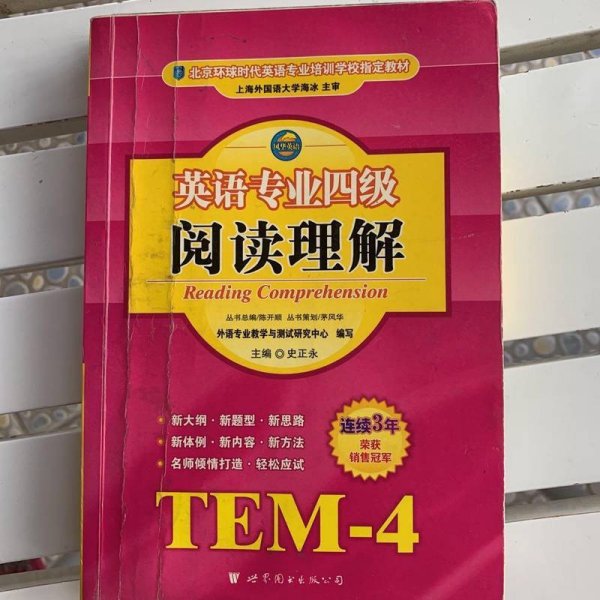 北京环球时代英语专业培训学校指定教材
上海外国语大学海冰 主审
风华英语
英语专业四级
阅读理解
Reading Comprehension
丛书总编/陈开顺 丛书策划/茅风华
外语专业教学与测试研究中心 编写
主编◎史正永
·新大纲·新题型·新思路
·新体例·新内容·新方法
·名师倾情打造·轻松应试
连续3年
荣获
销售冠军
TEM-4
世界图书出版公司